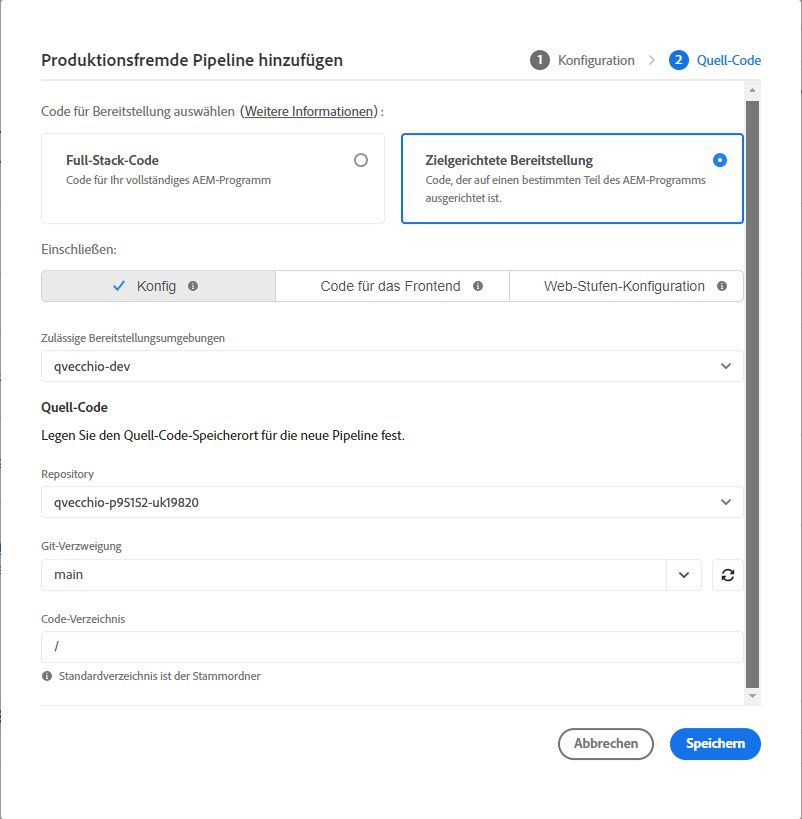 Produktionsfremde Pipeline hinzufügen
1 Konfiguration
2 Quell-Code
Code für Bereitstellung auswählen (Weitere Informationen) :
Full-Stack-Code
Code für Ihr vollständiges AEM-Programm
Zielgerichtete Bereitstellung
Code, der auf einen bestimmten Teil des AEM-Programms
ausgerichtet ist.
Einschließen:
Konfig
Code für das Frontend
Web-Stufen-Konfiguration
Zulässige Bereitstellungsumgebungen
qvecchio-dev
Quell-Code
Legen Sie den Quell-Code-Speicherort für die neue Pipeline fest.
Repository
qvecchio-p95152-uk19820
Git-Verzweigung
main
Code-Verzeichnis
/
Standardverzeichnis ist der Stammordner
Abbrechen
Speichern